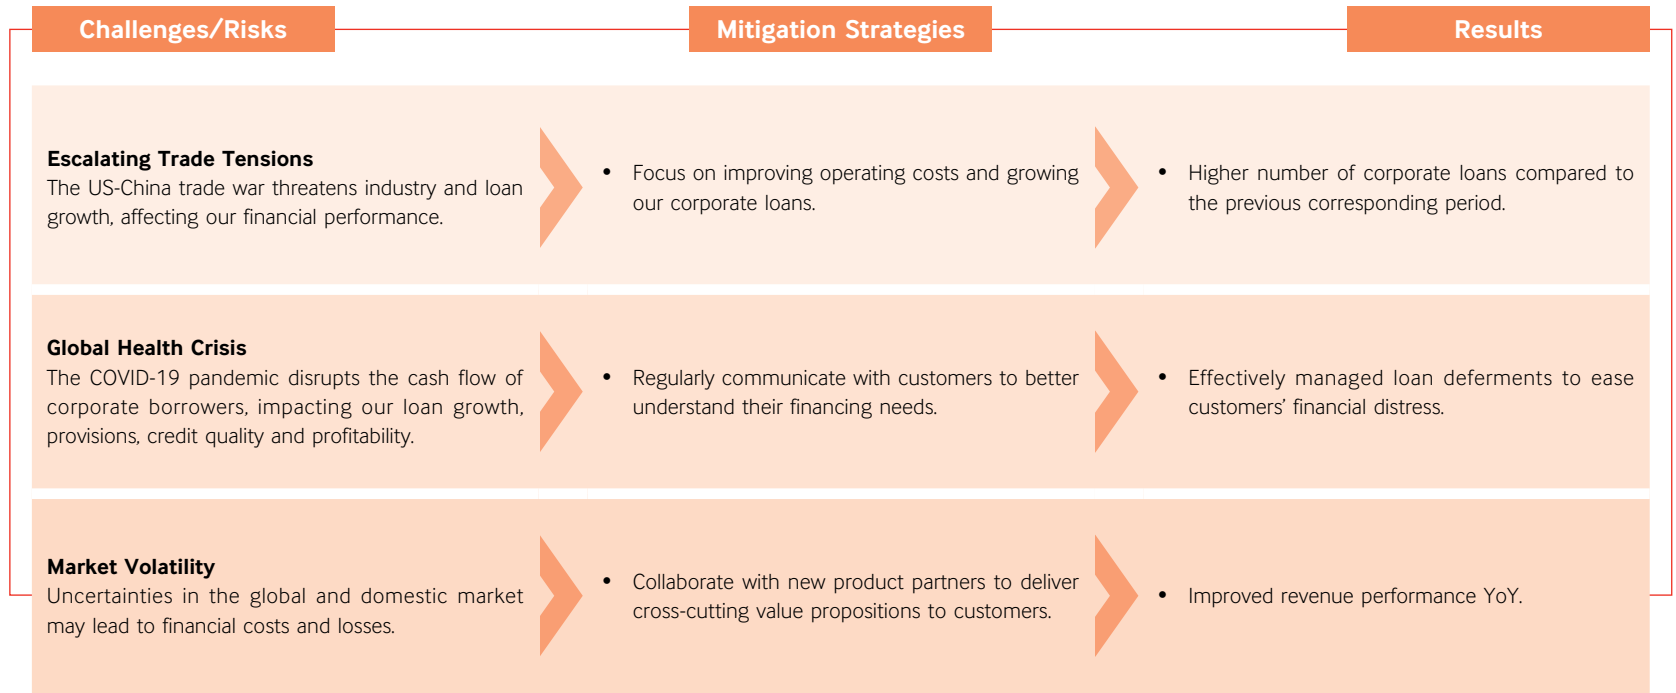 Challenges/Risks
Mitigation Strategies
Results
Escalating Trade Tensions
The US-China trade war threatens industry and loan
growth, affecting our financial performance.
• Focus on improving operating costs and growing
our corporate loans.
• Higher number of corporate loans compared to
the previous corresponding period.
Global Health Crisis
The COVID-19 pandemic disrupts the cash flow of
corporate borrowers, impacting our loan growth,
provisions, credit quality and profitability.
• Regularly communicate with customers to better
understand their financing needs.
• Effectively managed loan deferments to ease
customers’ financial distress.
Market Volatility
Uncertainties in the global and domestic market
may lead to financial costs and losses.
• Collaborate with new product partners to deliver
cross-cutting value propositions to customers.
• Improved revenue performance YoY.